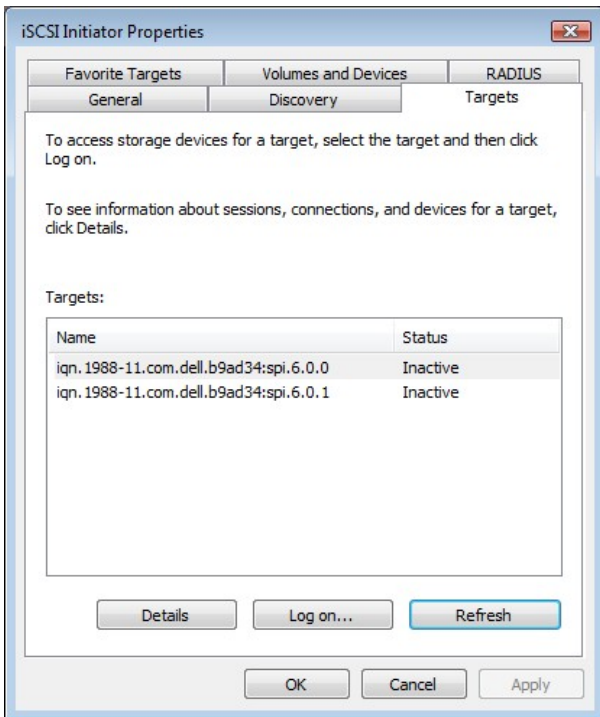 iSCSI Initiator Properties
Favorite Targets Volumes and Devices RADIUS
General Discovery Targets
To access storage devices for a target, select the target and then click
Log on.
To see information about sessions, connections, and devices for a target,
click Details.
Targets:
Name Status
iqn.1988-11.com.dell.b9ad34:spi.6.0.0 Inactive
iqn.1988-11.com.dell.b9ad34:spi.6.0.1 Inactive
Details Log on... Refresh
OK Cancel Apply